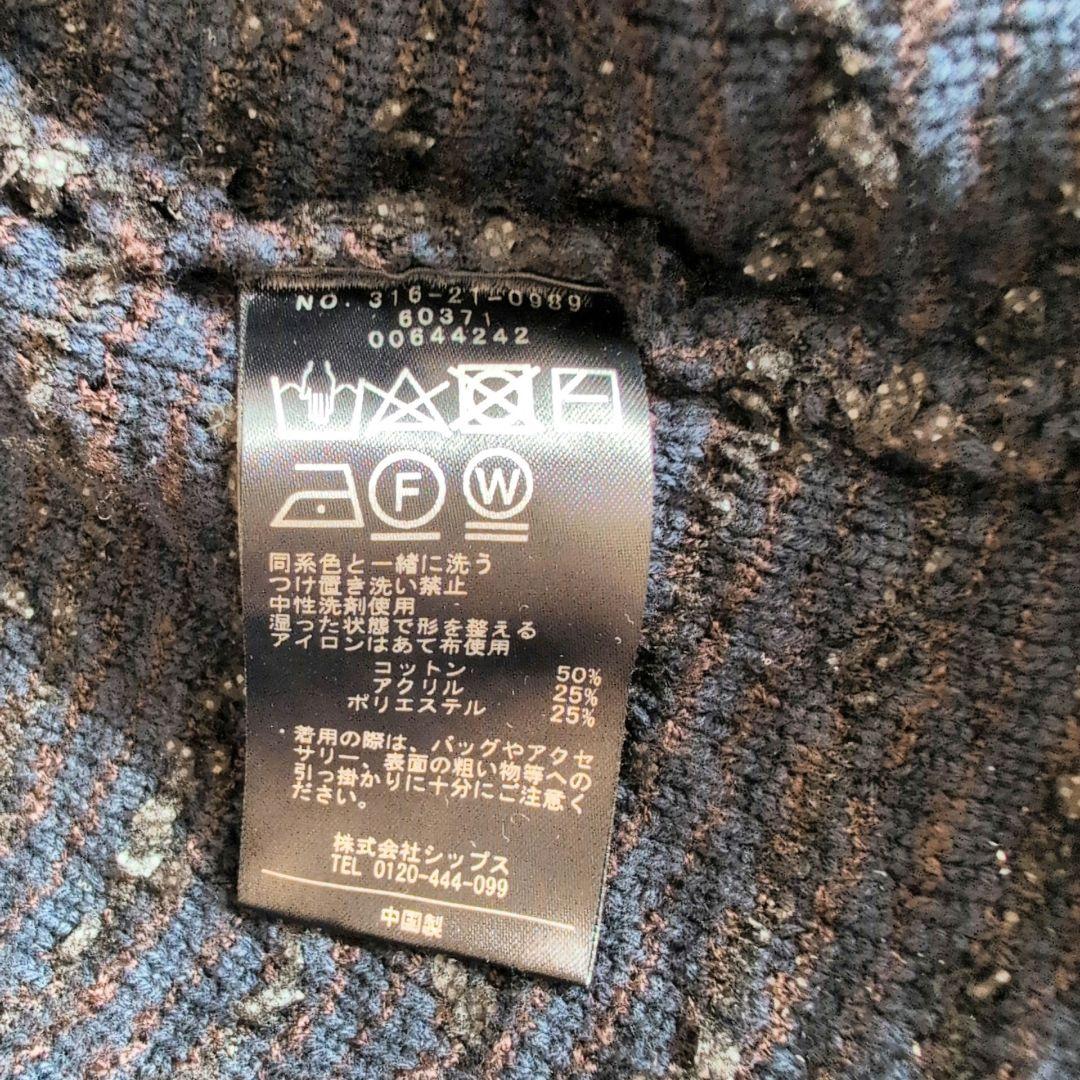 NO. 316-21-0989
60371
00644242
F W
同系色と一緒に洗う
つけ置き洗い禁止
中性洗剤使用
湿った状態で形を整える
アイロンはあて布使用
コットン 50%
アクリル 25%
ポリエステル 25%
着用の際は、バッグやアクセ
サリー、表面の粗い物等への
引っ掛かりに十分にご注意く
ださい。
株式会社シップス
TEL 0120-444-099
中国製